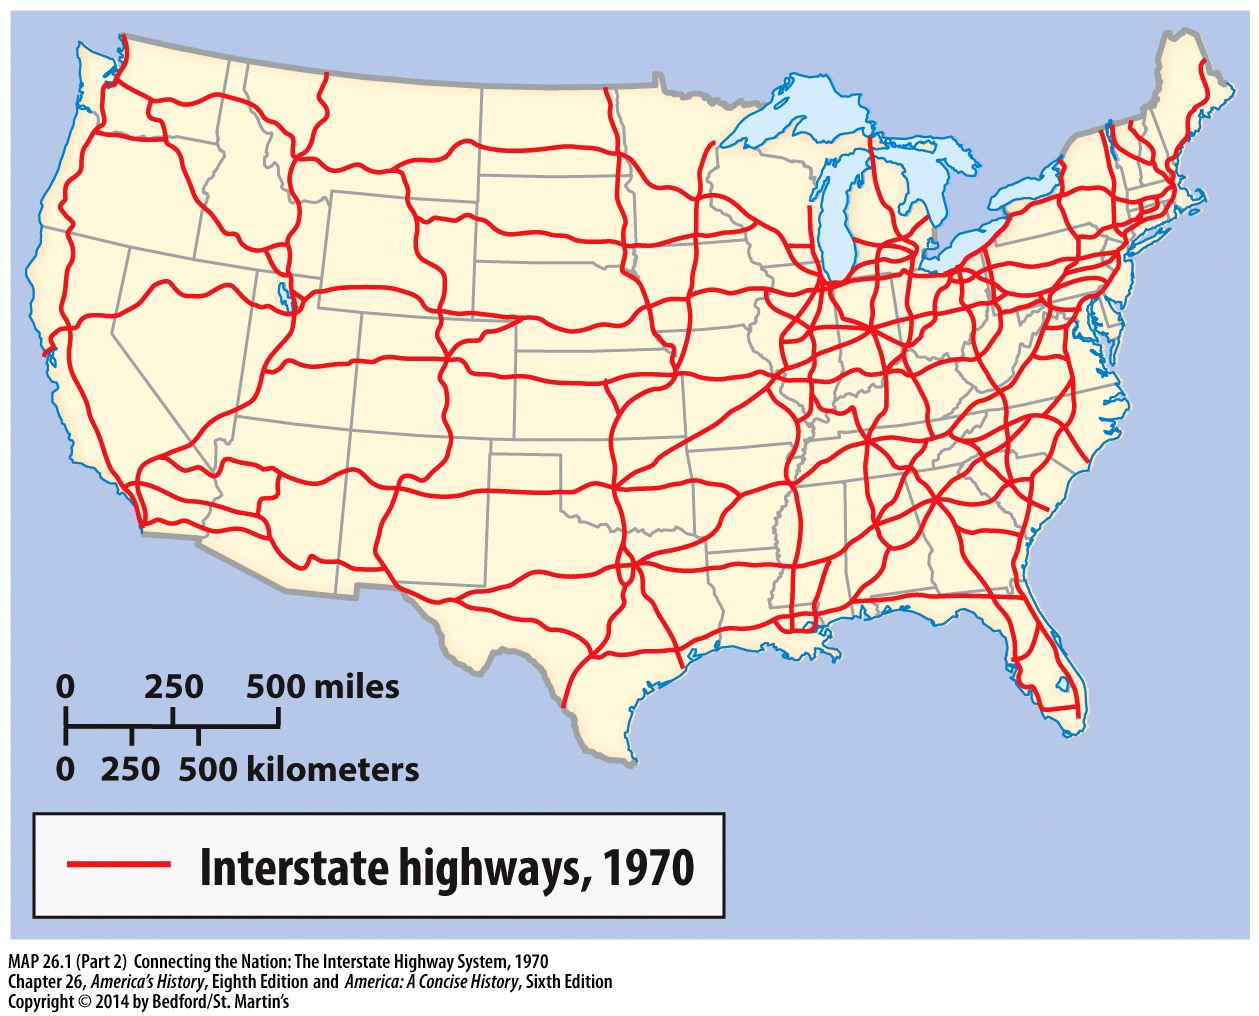 0 250 500 miles
0 250 500 kilometers
Interstate highways, 1970
MAP 26.1 (Part 2) Connecting the Nation: The Interstate Highway System, 1970
Chapter 26, America's History, Eighth Edition and America: A Concise History, Sixth Edition
Copyright © 2014 by Bedford/St. Martin's